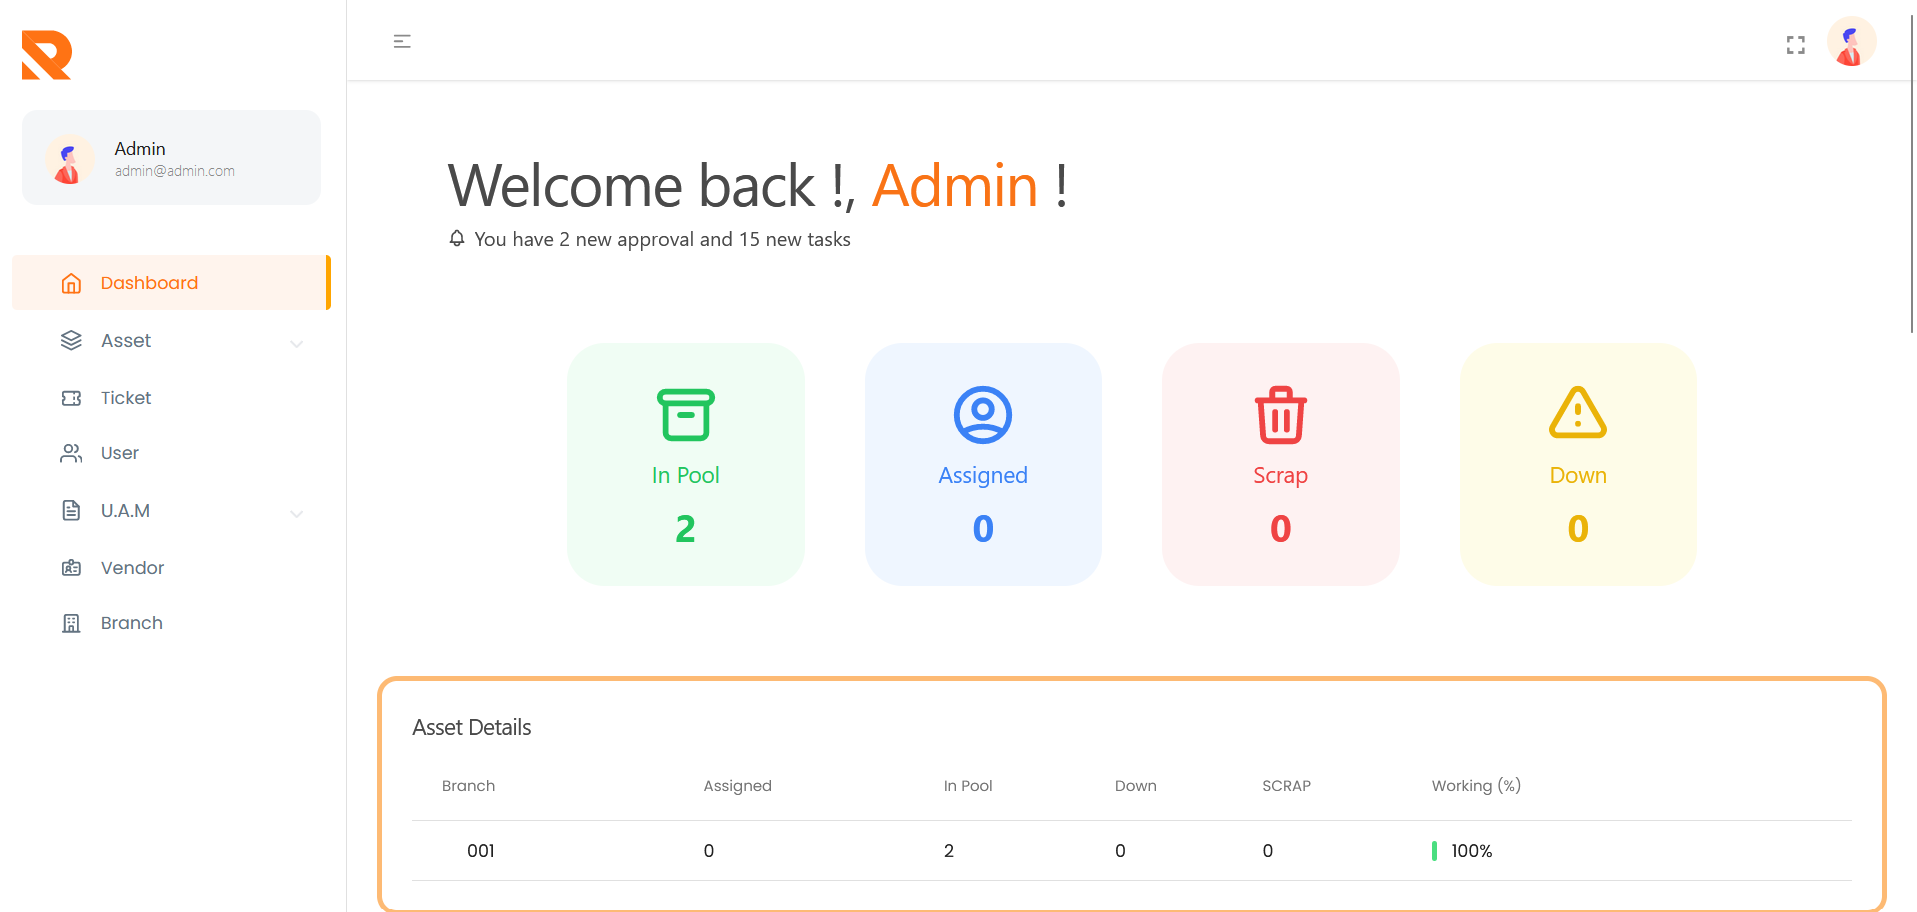 Admin
admin@admin.com
Dashboard
Asset
Ticket
User
U.A.M
Vendor
Branch
Welcome back !, Admin !
You have 2 new approval and 15 new tasks
In Pool
2
Assigned
0
Scrap
0
Down
0
Asset Details
Branch Assigned In Pool Down SCRAP Working (%)
001 0 2 0 0 100%